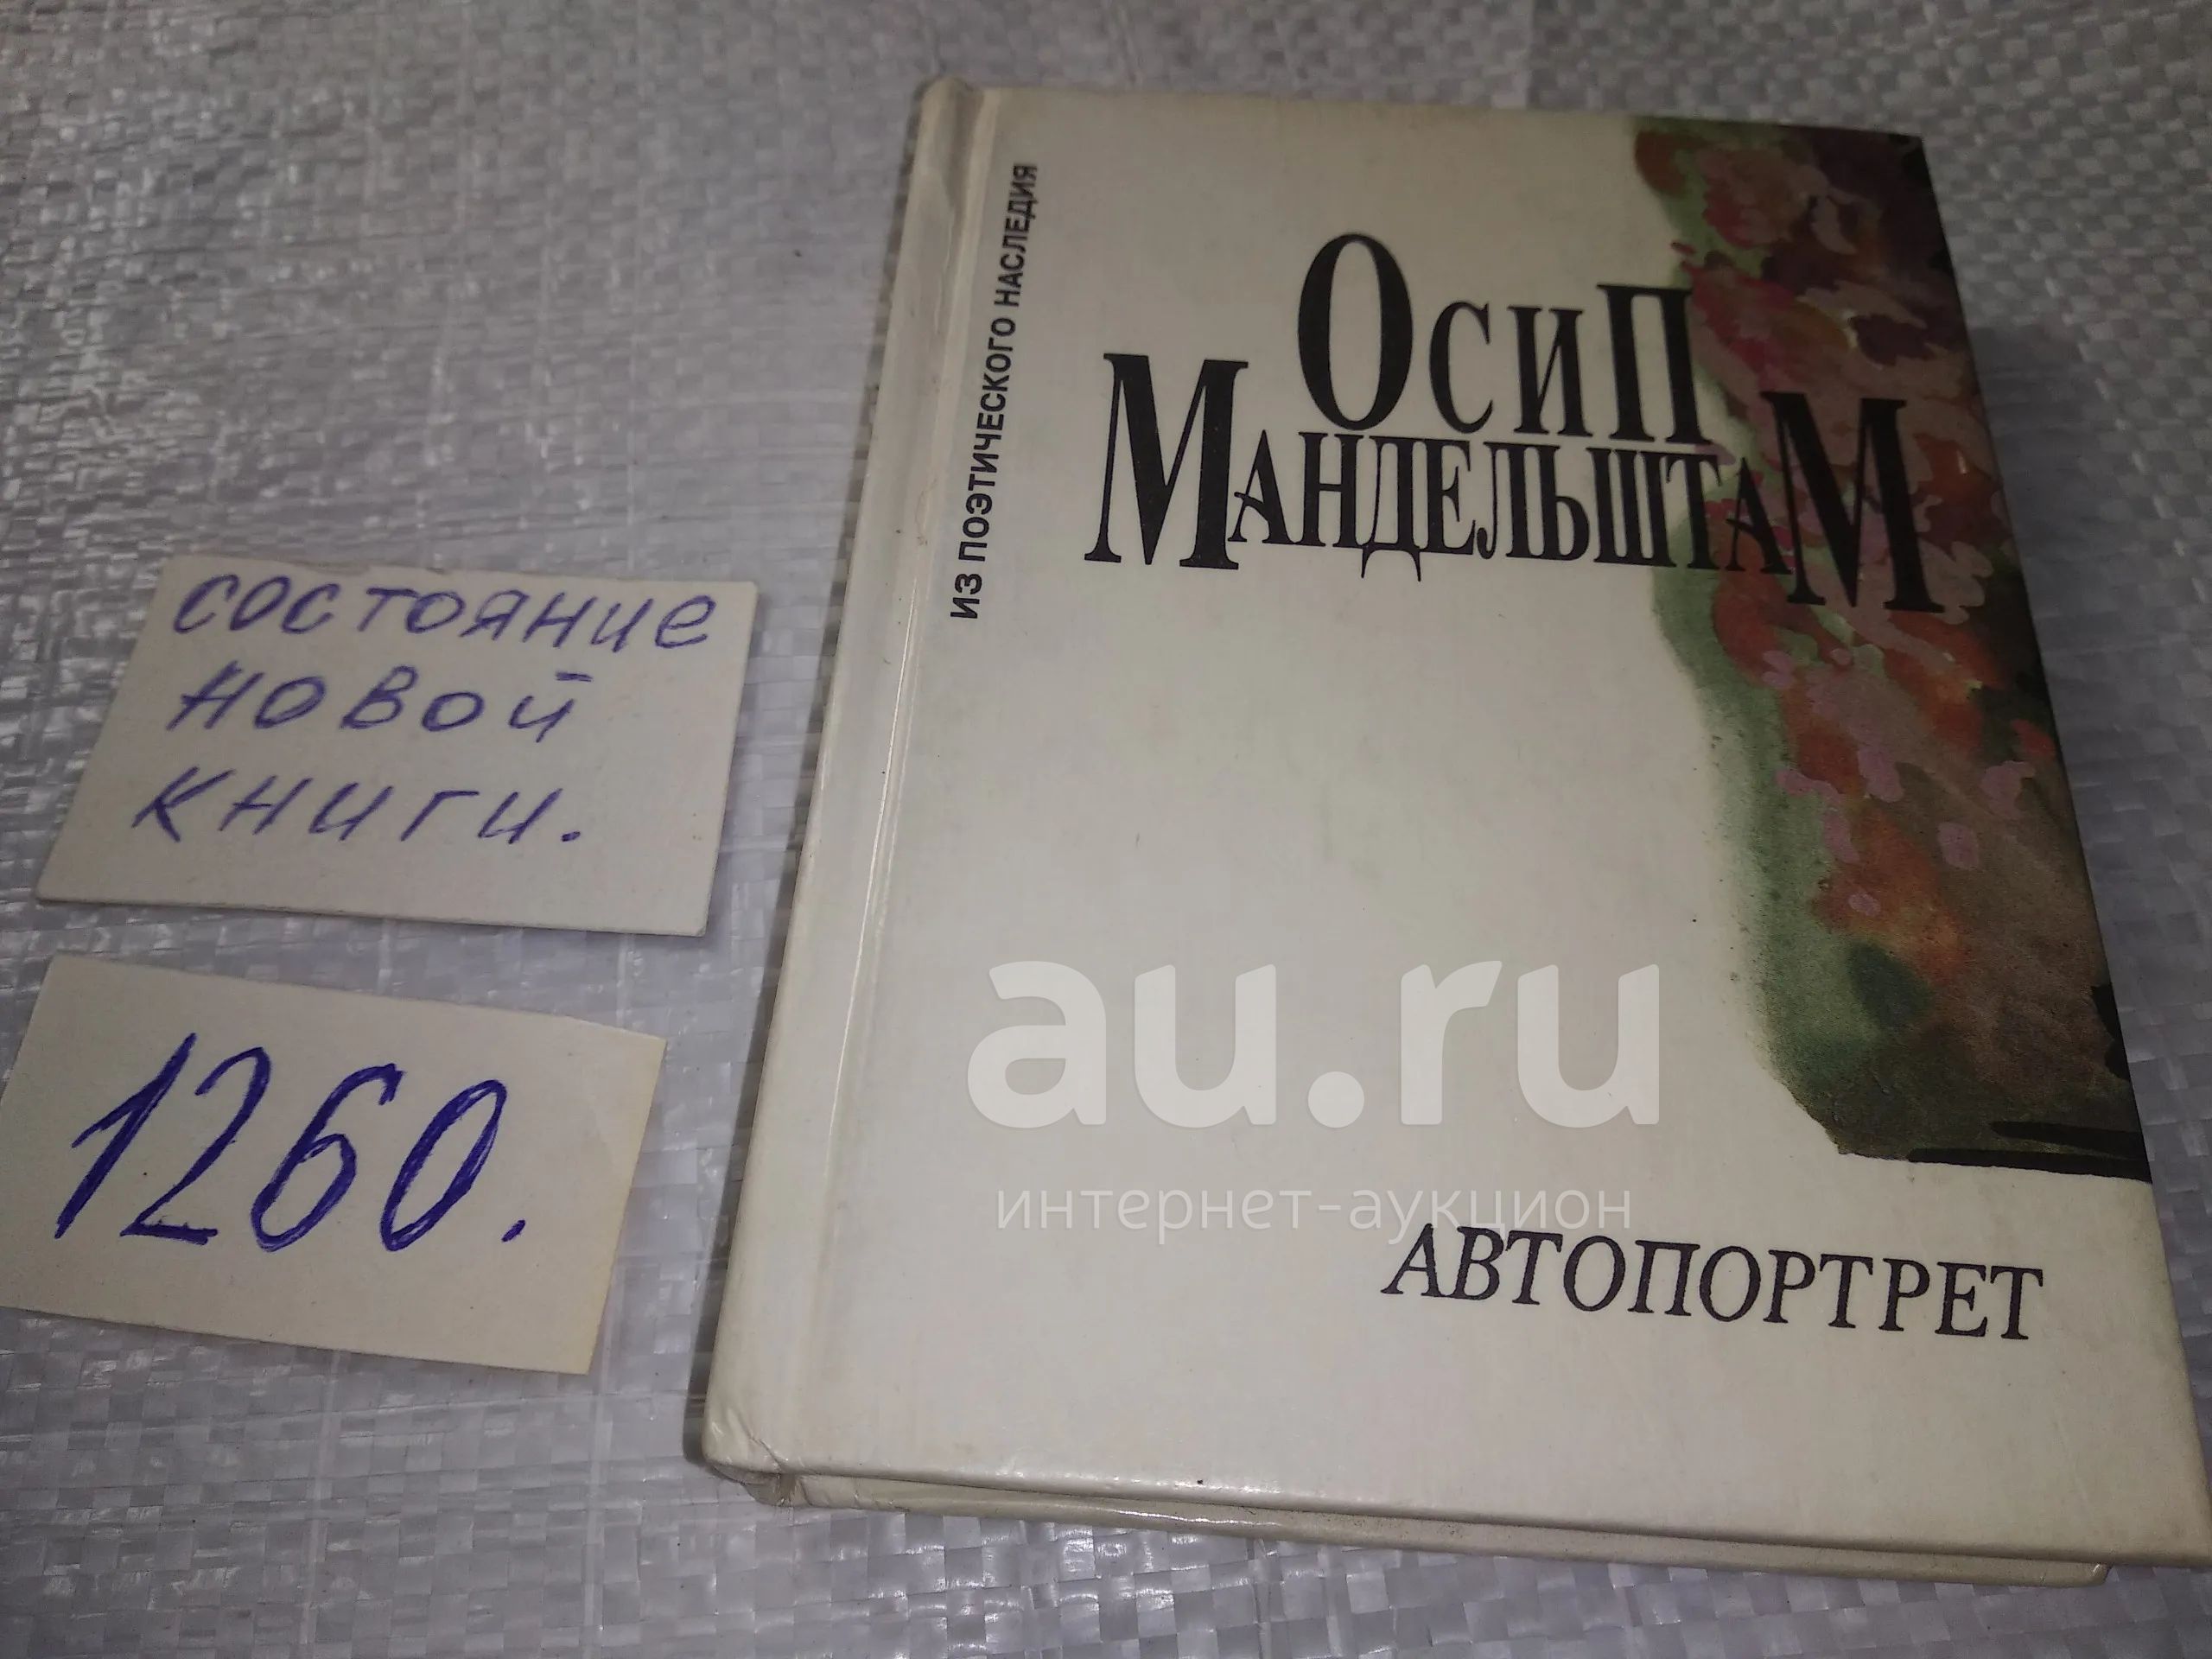 состояние
новой
книги.
1260.
ИЗ ПОЭТИЧЕСКОГО НАСЛЕДИЯ
ОСИП
МАНДЕЛЬШТАМ
au.ru
интернет-аукцион
АВТОПОРТРЕТ